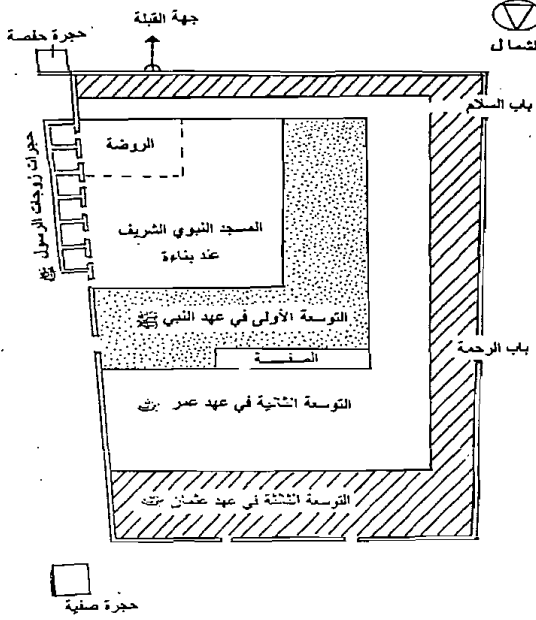 جهة القبلة
حجرة حفصة
الشمال
باب السلام
الروضة
حجرات زوجات الرسول ﷺ
المسجد النبوي الشريف
عند بناءة
التوسعة الأولى في عهد النبي ﷺ
الصفة
باب الرحمة
التوسعة الثانية في عهد عمر
التوسعة الثالثة في عهد عثمان
حجرة صفية